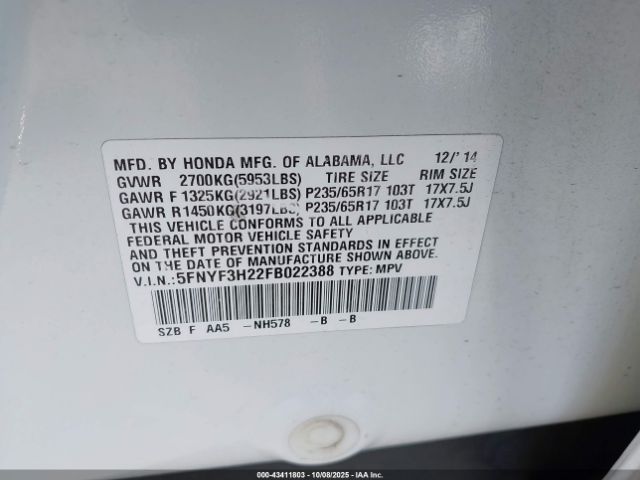 MFD. BY HONDA MFG. OF ALABAMA, LLC 12/'14
GVWR 2700KG(5953LBS) TIRE SIZE RIM SIZE
GAWR F 1325KG(2921LBS) P235/65R17 103T 17X7.5J
GAWR R 1450KG(3197LBS) P235/65R17 103T 17X7.5J
THIS VEHICLE CONFORMS TO ALL APPLICABLE
FEDERAL MOTOR VEHICLE SAFETY
AND THEFT PREVENTION STANDARDS IN EFFECT
ON THE DATE OF MANUFACTURE SHOWN ABOVE.
V.I.N.:5FNYF3H22FB022388 TYPE: MPV
SZB F AA5 -NH578 -B -B
000-43411803 - 10/08/2025 - IAAI.com